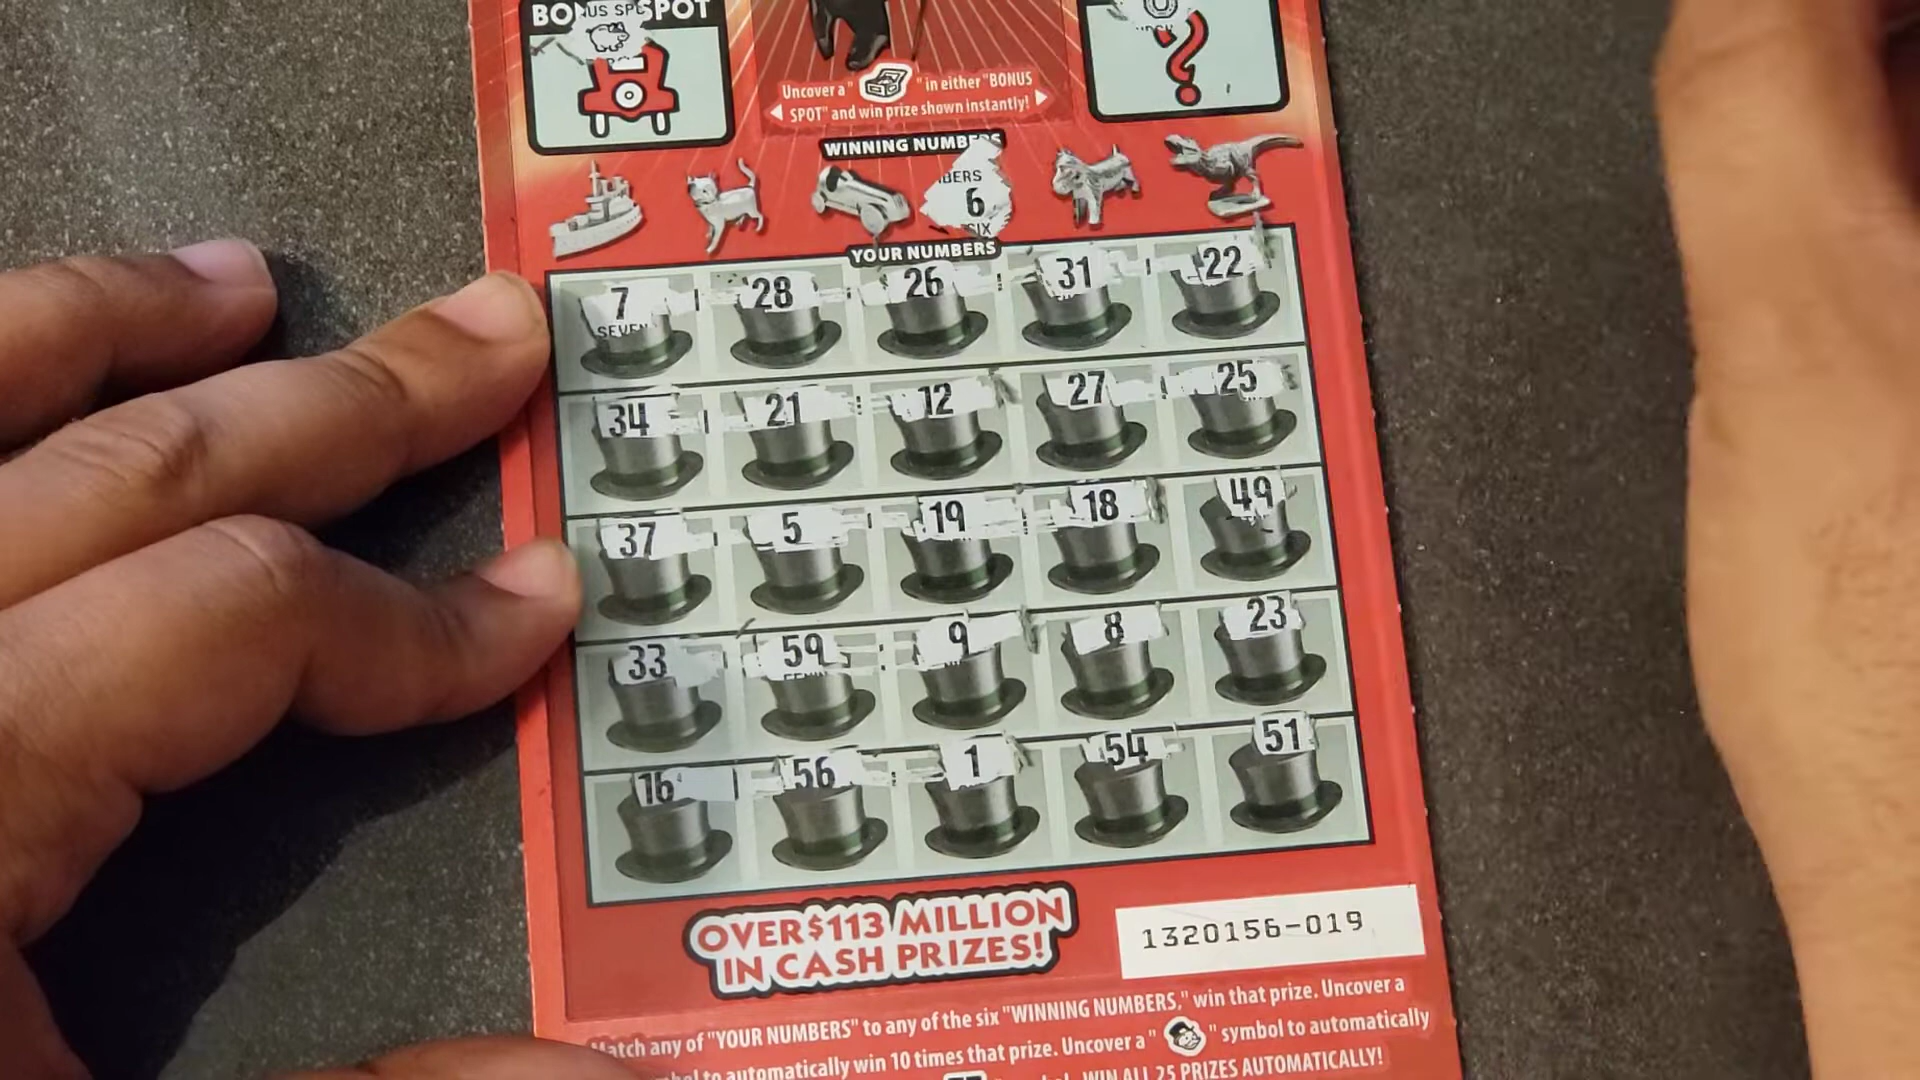 BONUS SPOT
Uncover a " " in either "BONUS
SPOT" and win prize shown instantly!
WINNING NUMBERS
BERS
6
SIX
YOUR NUMBERS
7 28 26 31 22
SEVEN
34 21 12 27 25
37 5 19 18 49
33 59 9 8 23
16 56 1 54 51
OVER $113 MILLION
IN CASH PRIZES!
1320156-019
Match any of "YOUR NUMBERS" to any of the six "WINNING NUMBERS," win that prize. Uncover a
to automatically win 10 times that prize. Uncover a " " symbol to automatically
WIN ALL 25 PRIZES AUTOMATICALLY!